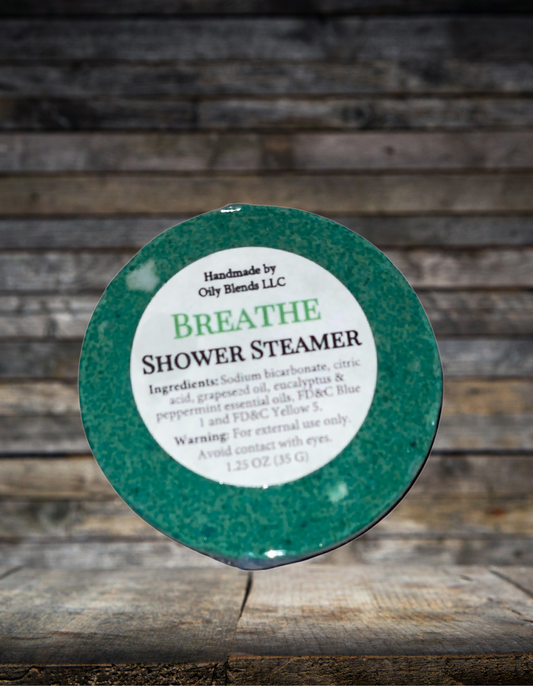 Handmade by
Oily Blends LLC
BREATHE
SHOWER STEAMER
Ingredients: Sodium bicarbonate, citric
acid, grapeseed oil, eucalyptus &
peppermint essential oils. FD&C Blue
1 and FD&C Yellow 5.
Warning: For external use only.
Avoid contact with eyes.
1.25 OZ (35 G)